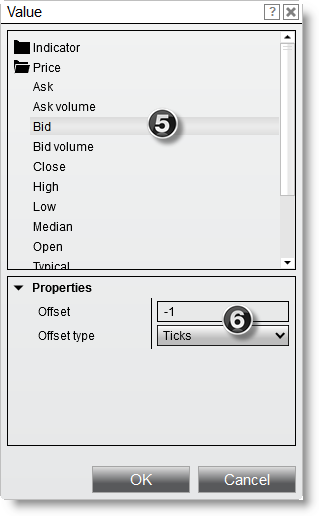 Value
Indicator
Price
Ask
Ask volume
Bid
5
Bid volume
Close
High
Low
Median
Open
Typical
Properties
Offset -1
6
Offset type Ticks
OK Cancel